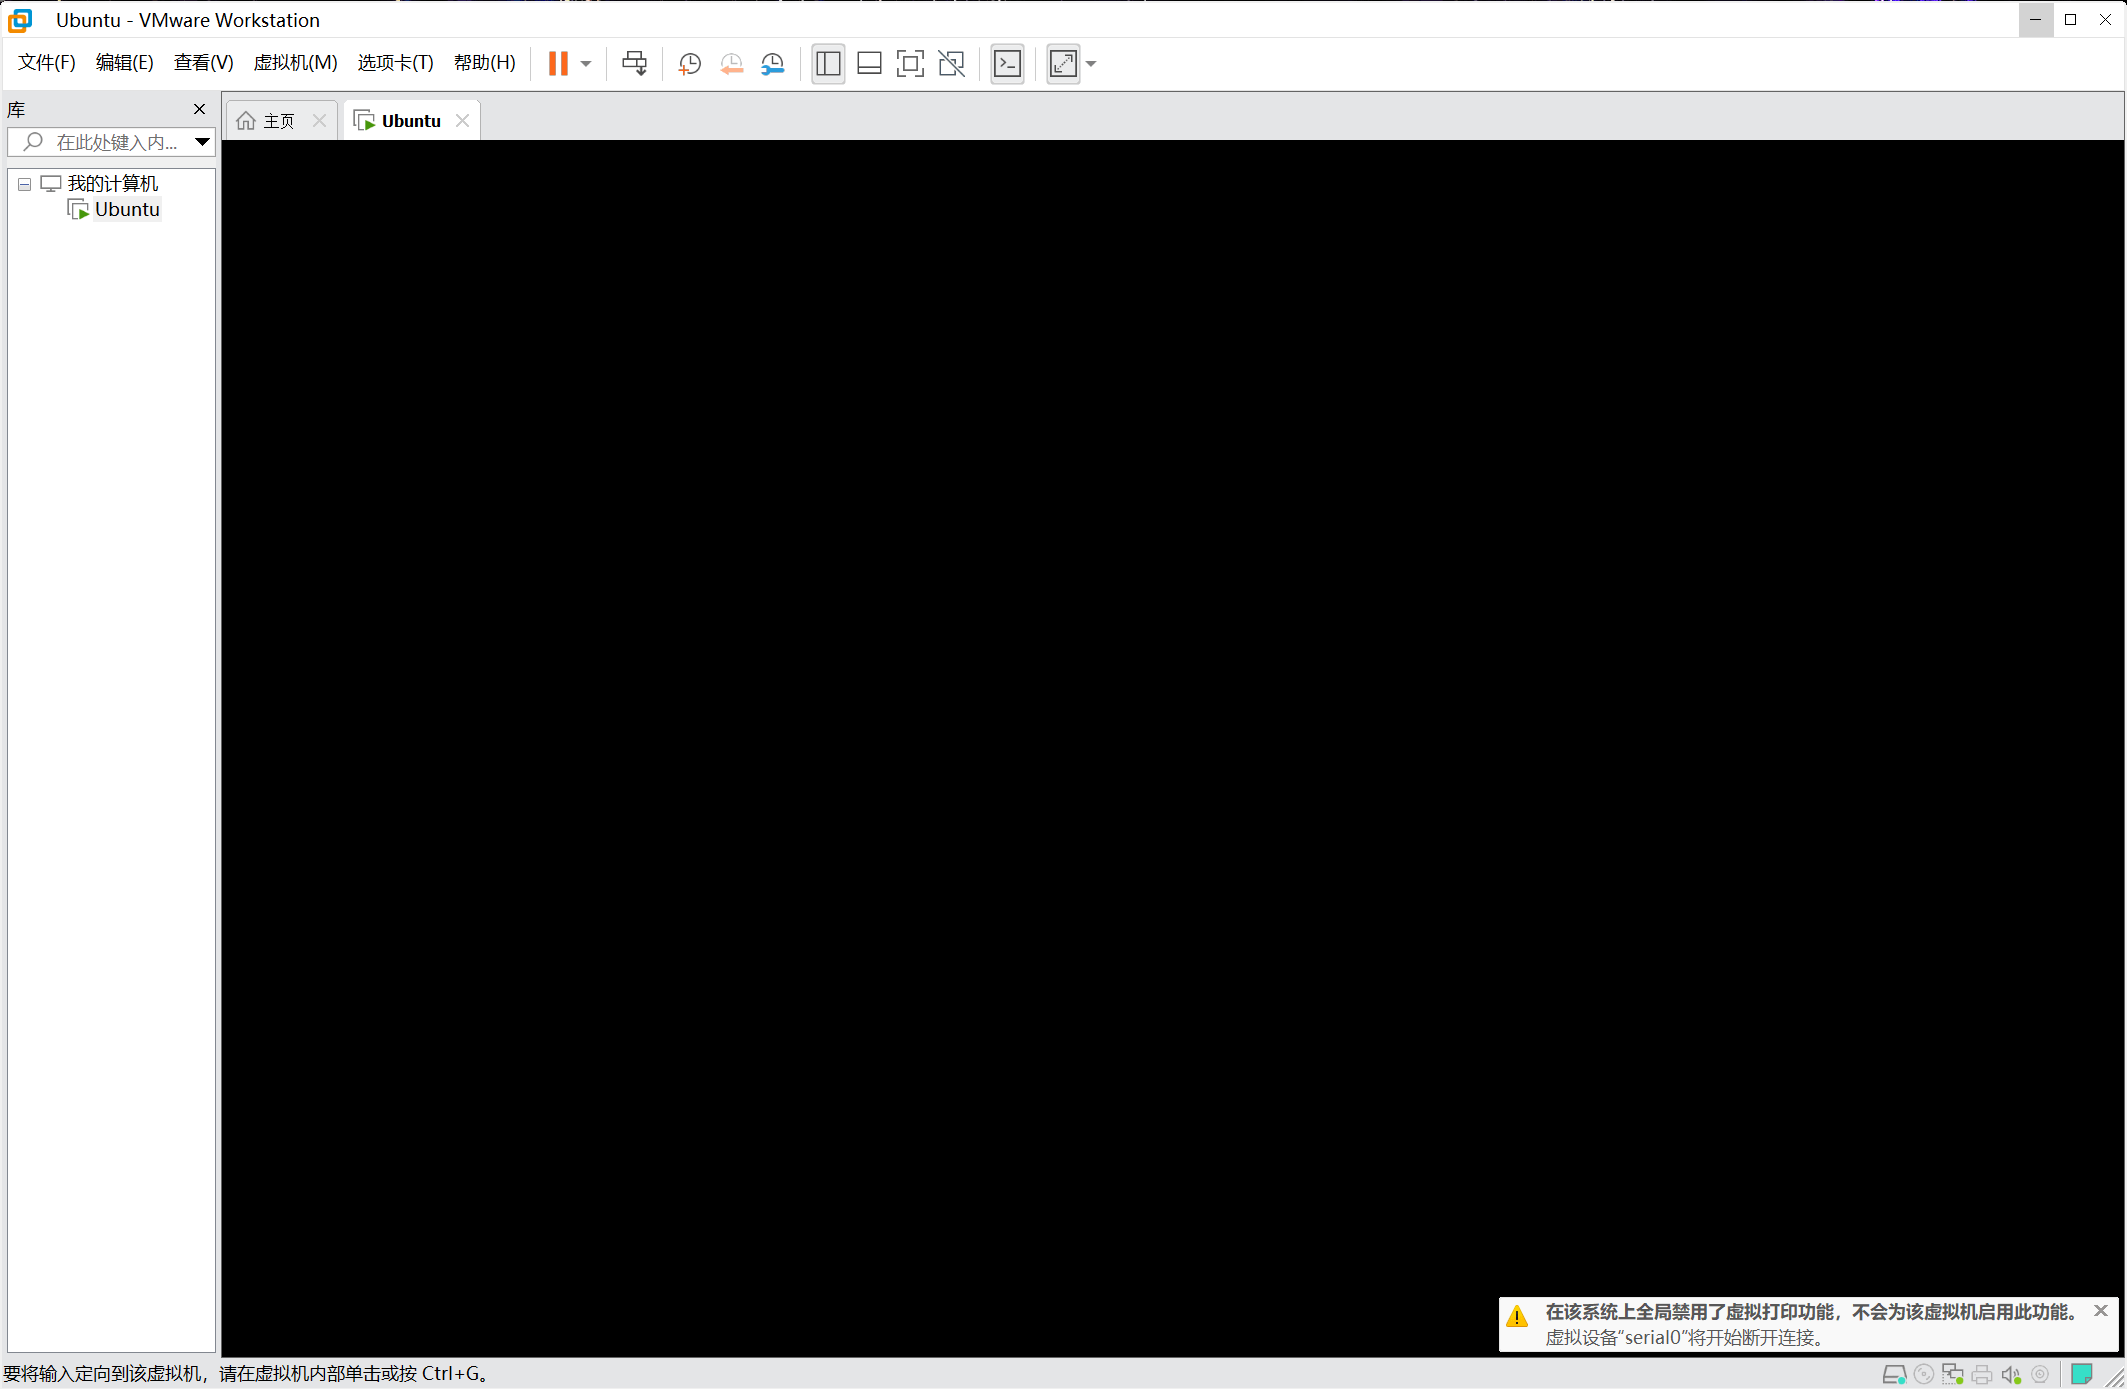 Ubuntu - VMware Workstation
文件(F) 编辑(E) 查看(V) 虚拟机(M) 选项卡(T) 帮助(H)
库
在此处键入内...
我的计算机
Ubuntu
主页
Ubuntu
在该系统上全局禁用了虚拟打印功能，不会为该虚拟机启用此功能。
虚拟设备“serial0”将开始断开连接。
要将输入定向到该虚拟机，请在虚拟机内部单击或按 Ctrl+G。